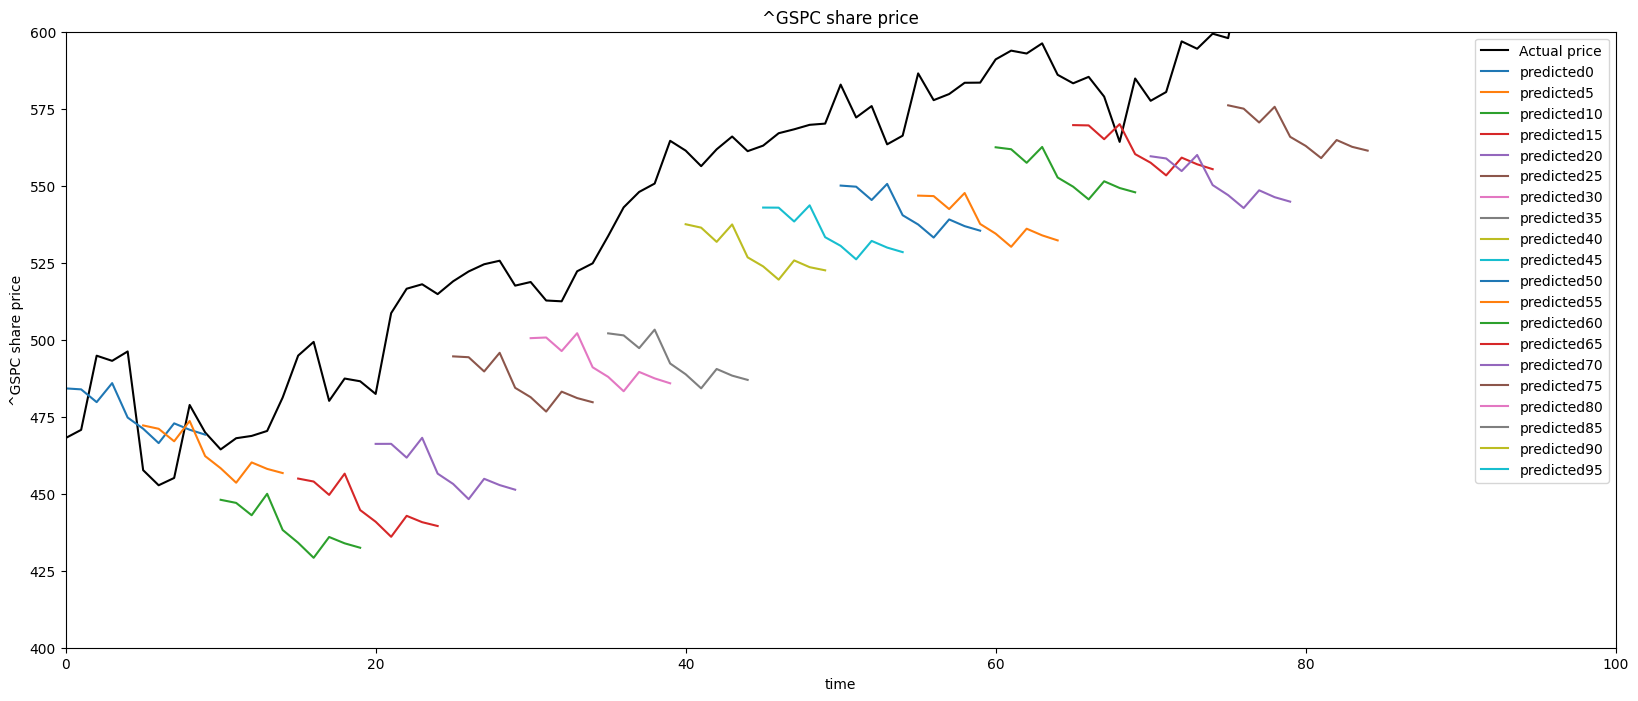 ^GSPC share price
600
575
550
525
500
475
450
425
400
^GSPC share price
0
20
40
60
80
100
time
Actual price
predicted0
predicted5
predicted10
predicted15
predicted20
predicted25
predicted30
predicted35
predicted40
predicted45
predicted50
predicted55
predicted60
predicted65
predicted70
predicted75
predicted80
predicted85
predicted90
predicted95